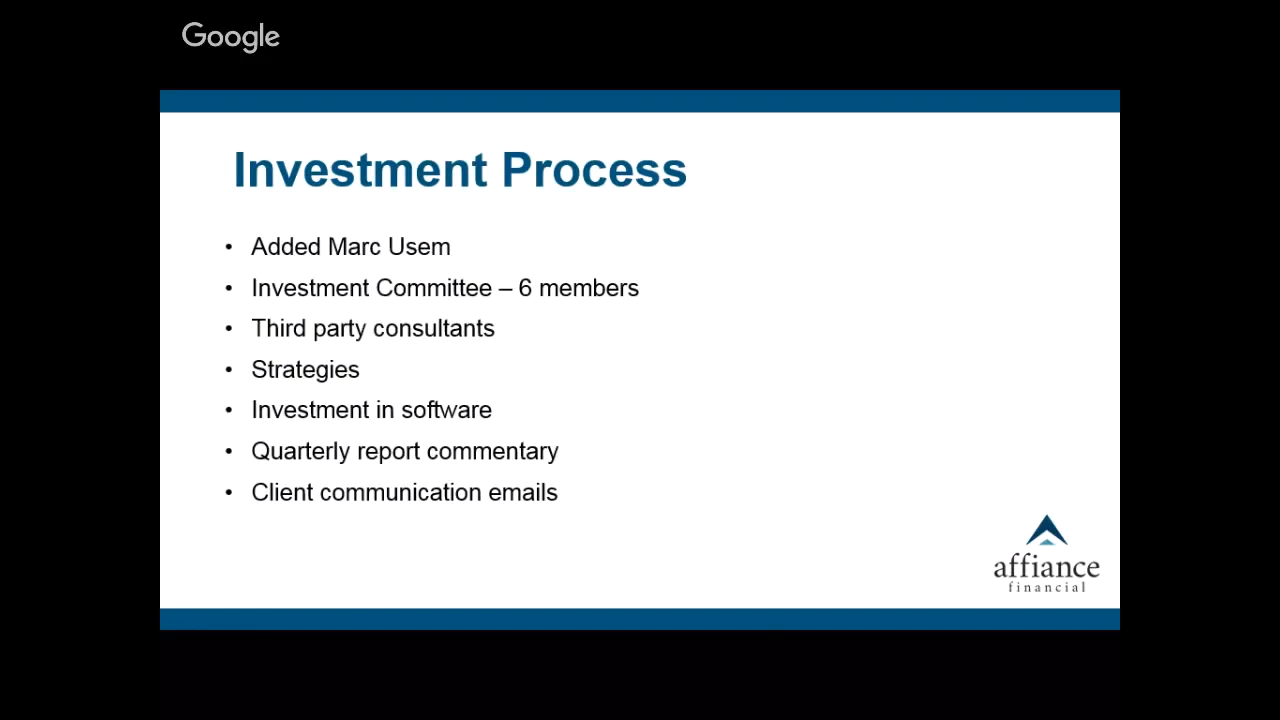 Google
Investment Process
• Added Marc Usem
• Investment Committee – 6 members
• Third party consultants
• Strategies
• Investment in software
• Quarterly report commentary
• Client communication emails
affiance
financial